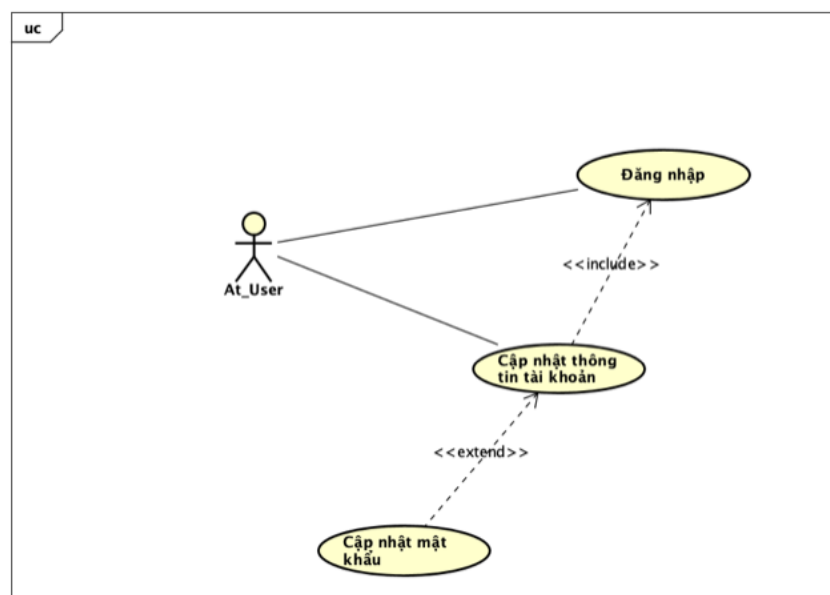 uc
Đăng nhập
<<include>>
At_User
Cập nhật thông
tin tài khoản
<<extend>>
Cập nhật mật
khẩu